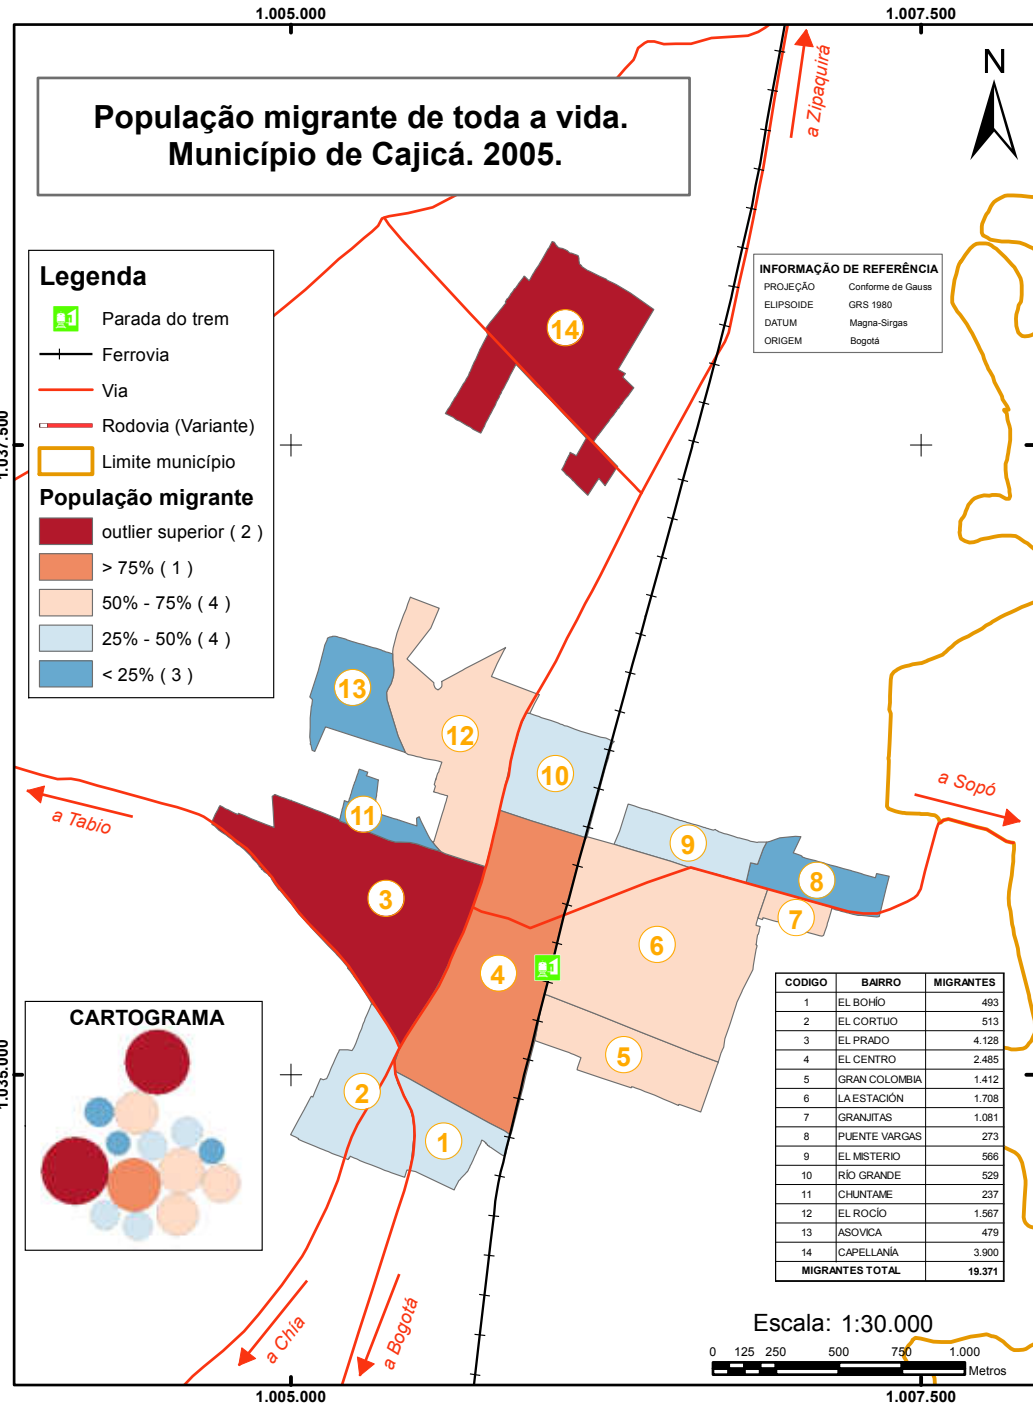 1.005.000
1.007.500
População migrante de toda a vida.
Município de Cajicá. 2005.
a Zipaquirá
N
Legenda
Parada do trem
Ferrovia
Via
Rodovia (Variante)
Limite município
População migrante
outlier superior ( 2 )
> 75% ( 1 )
50% - 75% ( 4 )
25% - 50% ( 4 )
< 25% ( 3 )
INFORMAÇÃO DE REFERÊNCIA
PROJEÇÃO Conforme de Gauss
ELIPSOIDE GRS 1980
DATUM Magna-Sirgas
ORIGEM Bogotá
1.037.500
14
13
12
10
11
9
8
7
3
6
4
5
2
1
a Tabio
a Sopó
1.035.000
CARTOGRAMA
CODIGO BAIRRO MIGRANTES
1 EL BOHÍO 493
2 EL CORTIJO 513
3 EL PRADO 4.128
4 EL CENTRO 2.485
5 GRAN COLOMBIA 1.412
6 LA ESTACIÓN 1.708
7 GRANJITAS 1.081
8 PUENTE VARGAS 273
9 EL MISTERIO 566
10 RÍO GRANDE 529
11 CHUNTAME 237
12 EL ROCÍO 1.567
13 ASOVICA 479
14 CAPELLANÍA 3.900
MIGRANTES TOTAL 19.371
a Chía
a Bogotá
Escala: 1:30.000
0 125 250 500 750 1.000
Metros
1.005.000
1.007.500